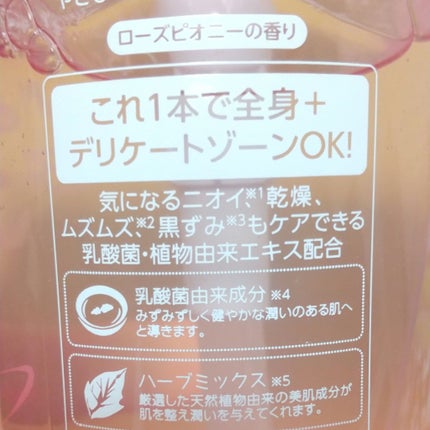 ローズピオニーの香り
これ1本で全身+
デリケートゾーンOK!
気になるニオイ、※1乾燥、
ムズムズ、※2黒ずみ※3もケアできる
乳酸菌・植物由来エキス配合
乳酸菌由来成分 ※4
みずみずしく健やかな潤いのある肌へ
と導きます。
ハーブミックス ※5
厳選した天然植物由来の美肌成分が
肌を整え潤いを与えてくれます。